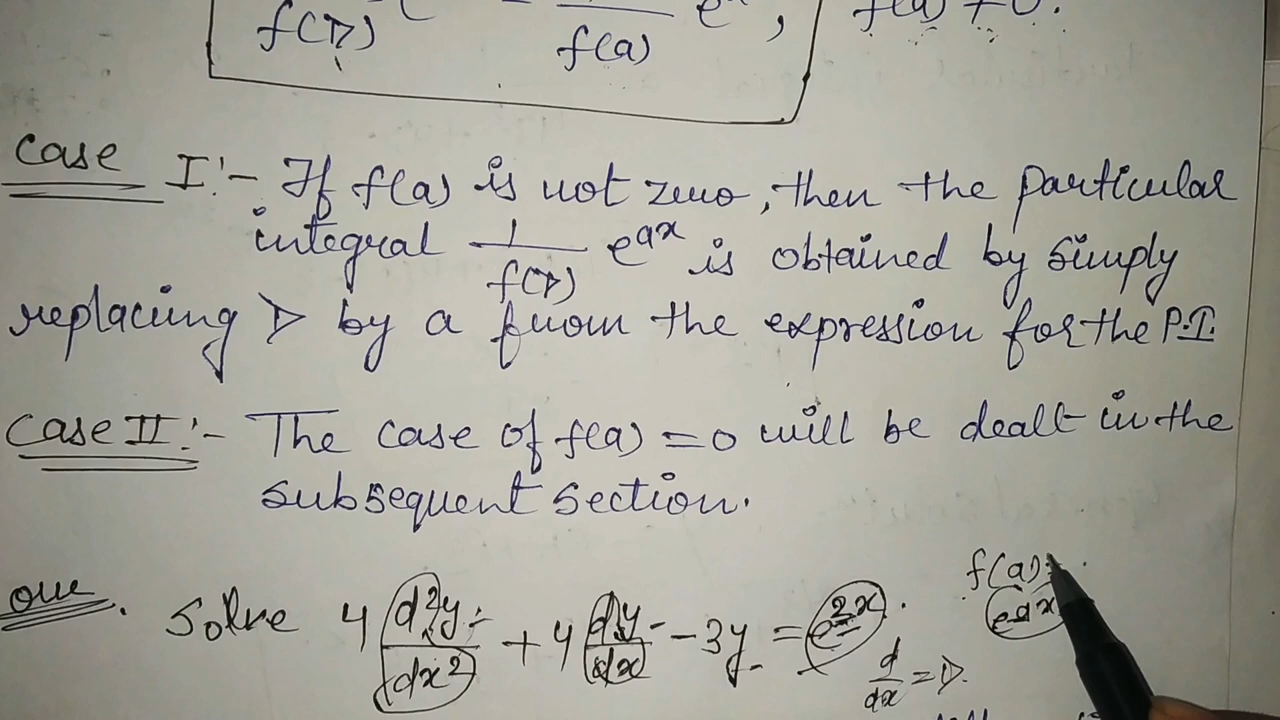 f(D) f(a) e , f(a) ≠ 0.
Case I:- If f(a) is not zero, then the particular
integral 1/f(D) e^ax is obtained by simply
replacing D by a from the expression for the P.I.
Case II:- The case of f(a) = 0 will be dealt in the
subsequent section.
f(a)
Que. Solve 4 d²y/dx² + 4 dy/dx - 3y = e^2x. e^ax
d/dx = D.